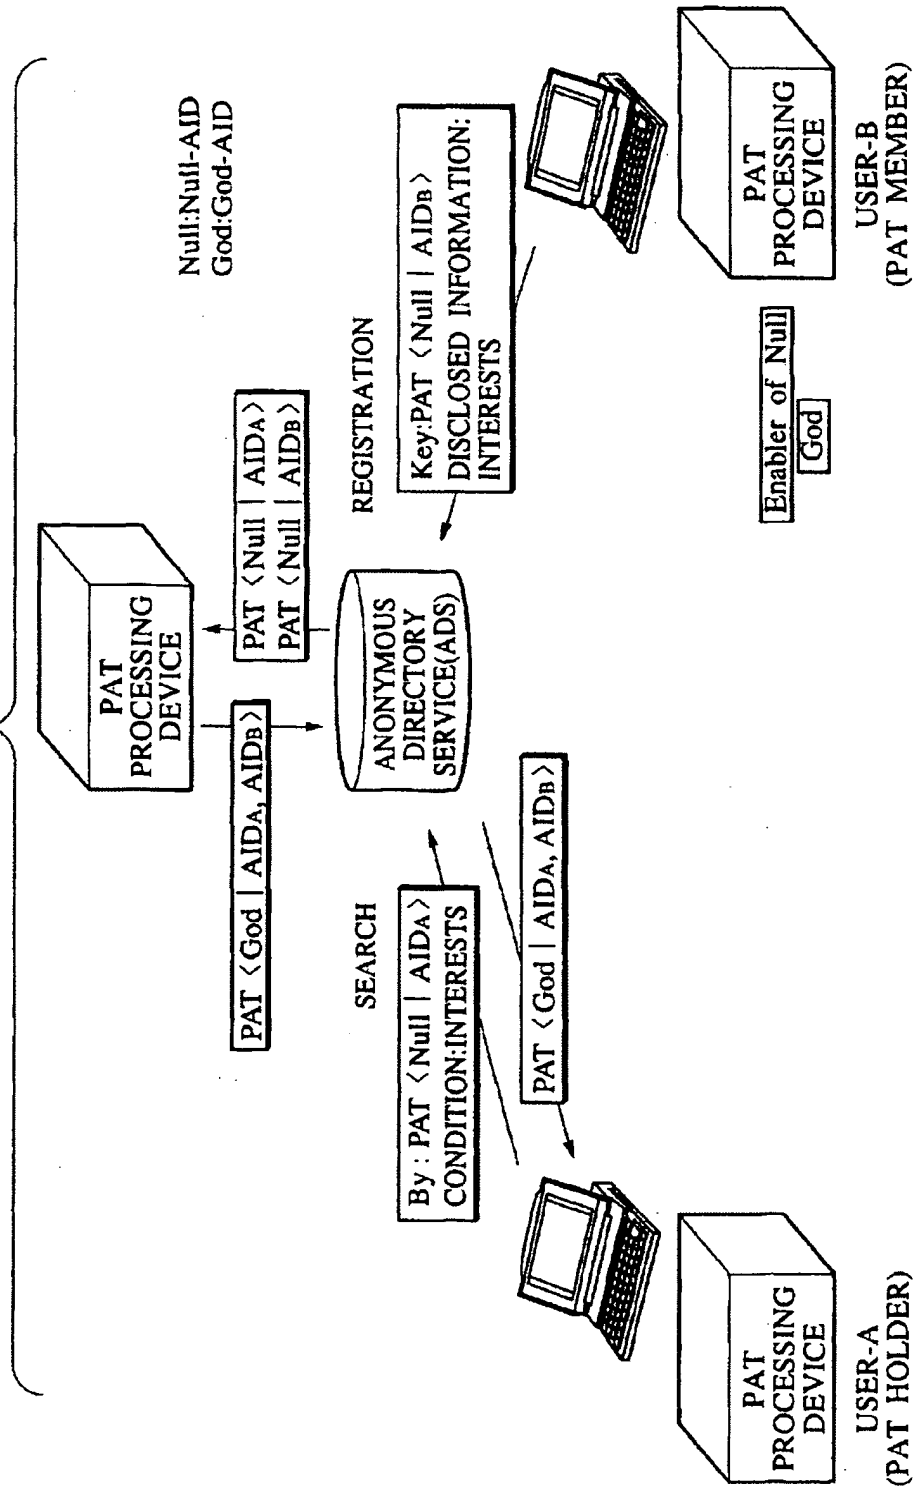 Null:Null-AID
God:God-AID
PAT
PROCESSING
DEVICE
PAT <God | AIDA, AIDB>
PAT <Null | AIDA>
PAT <Null | AIDB>
SEARCH
REGISTRATION
By : PAT <Null | AIDA>
CONDITION:INTERESTS
ANONYMOUS
DIRECTORY
SERVICE(ADS)
Key:PAT <Null | AIDB>
DISCLOSED INFORMATION:
INTERESTS
PAT <God | AIDA, AIDB>
PAT
PROCESSING
DEVICE
USER-A
(PAT HOLDER)
Enabler of Null
God
PAT
PROCESSING
DEVICE
USER-B
(PAT MEMBER)